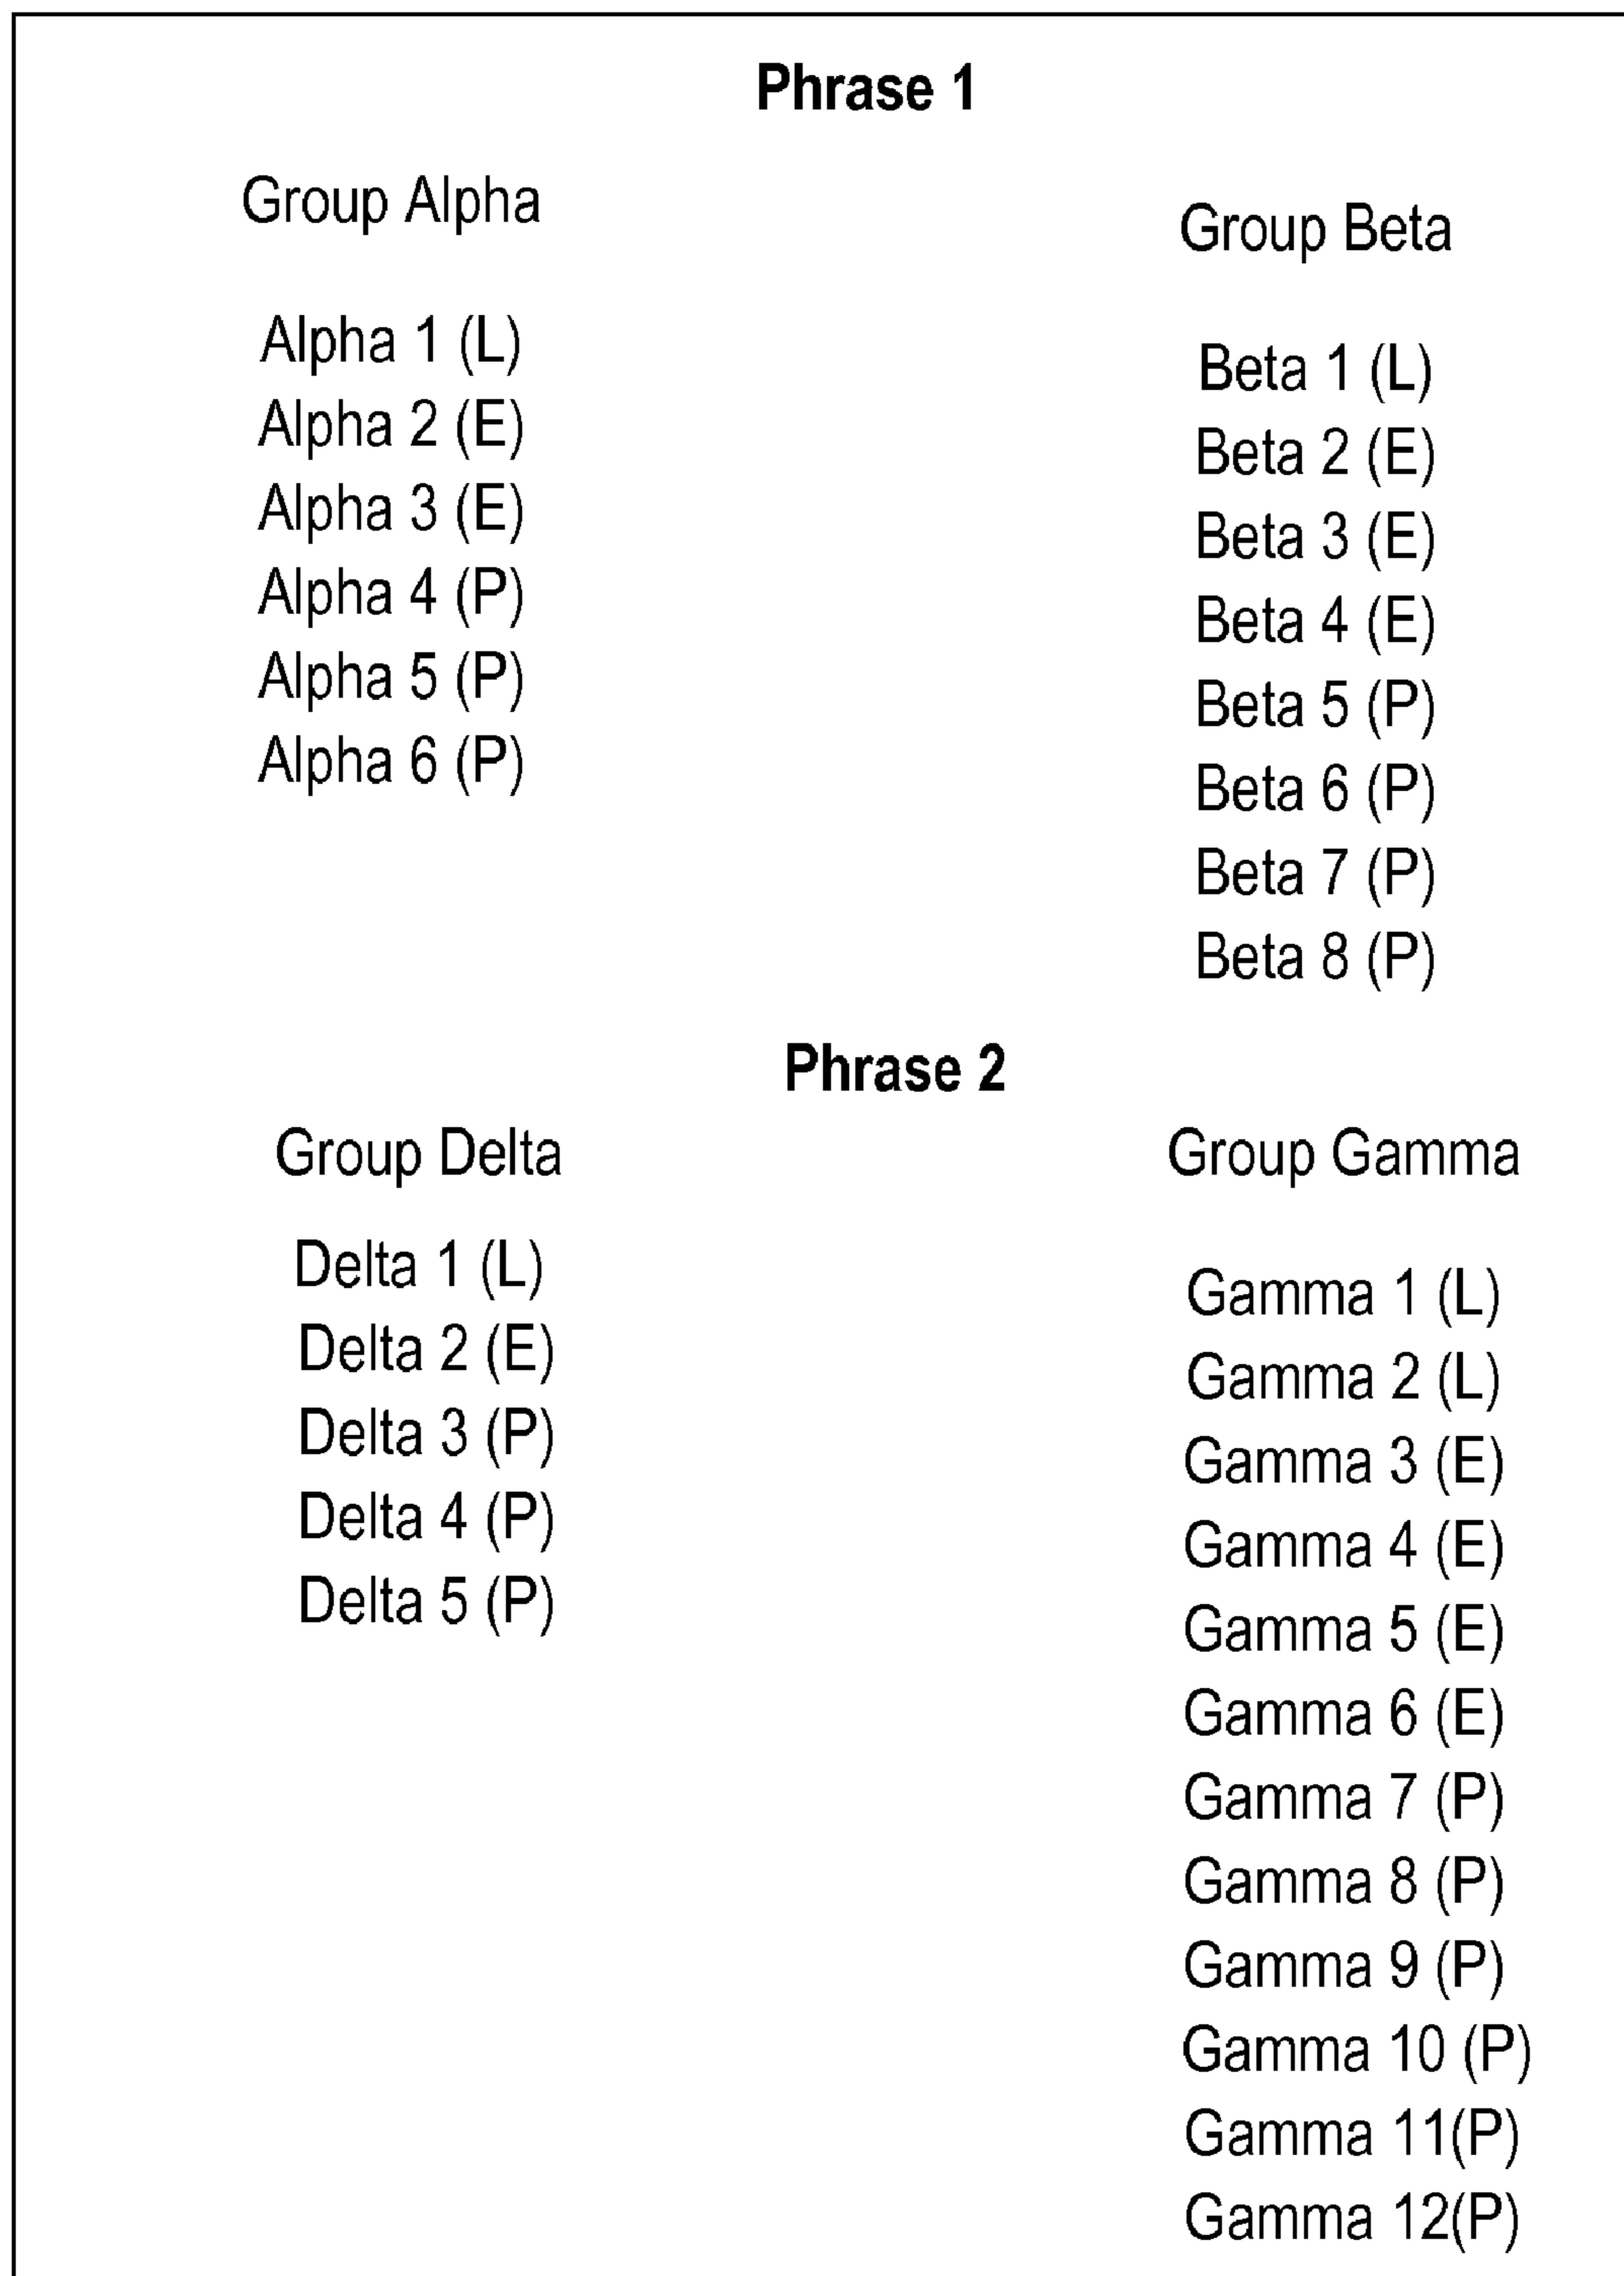 Phrase 1
Group Alpha
Alpha 1 (L)
Alpha 2 (E)
Alpha 3 (E)
Alpha 4 (P)
Alpha 5 (P)
Alpha 6 (P)
Group Beta
Beta 1 (L)
Beta 2 (E)
Beta 3 (E)
Beta 4 (E)
Beta 5 (P)
Beta 6 (P)
Beta 7 (P)
Beta 8 (P)
Phrase 2
Group Delta
Delta 1 (L)
Delta 2 (E)
Delta 3 (P)
Delta 4 (P)
Delta 5 (P)
Group Gamma
Gamma 1 (L)
Gamma 2 (L)
Gamma 3 (E)
Gamma 4 (E)
Gamma 5 (E)
Gamma 6 (E)
Gamma 7 (P)
Gamma 8 (P)
Gamma 9 (P)
Gamma 10 (P)
Gamma 11(P)
Gamma 12(P)